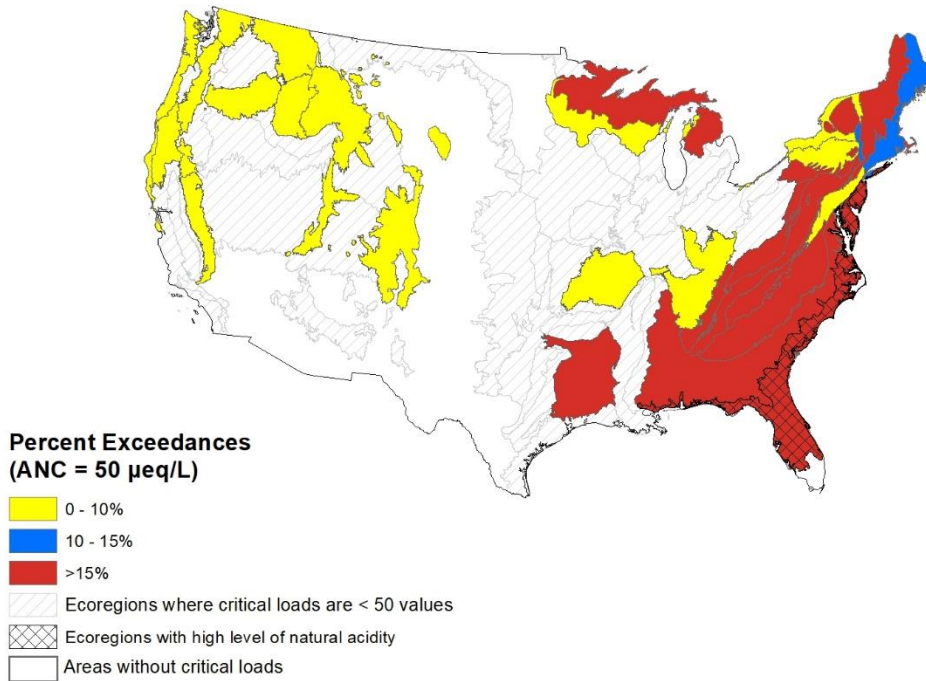 Percent Exceedances
(ANC = 50 µeq/L)
0 - 10%
10 - 15%
>15%
Ecoregions where critical loads are < 50 values
Ecoregions with high level of natural acidity
Areas without critical loads